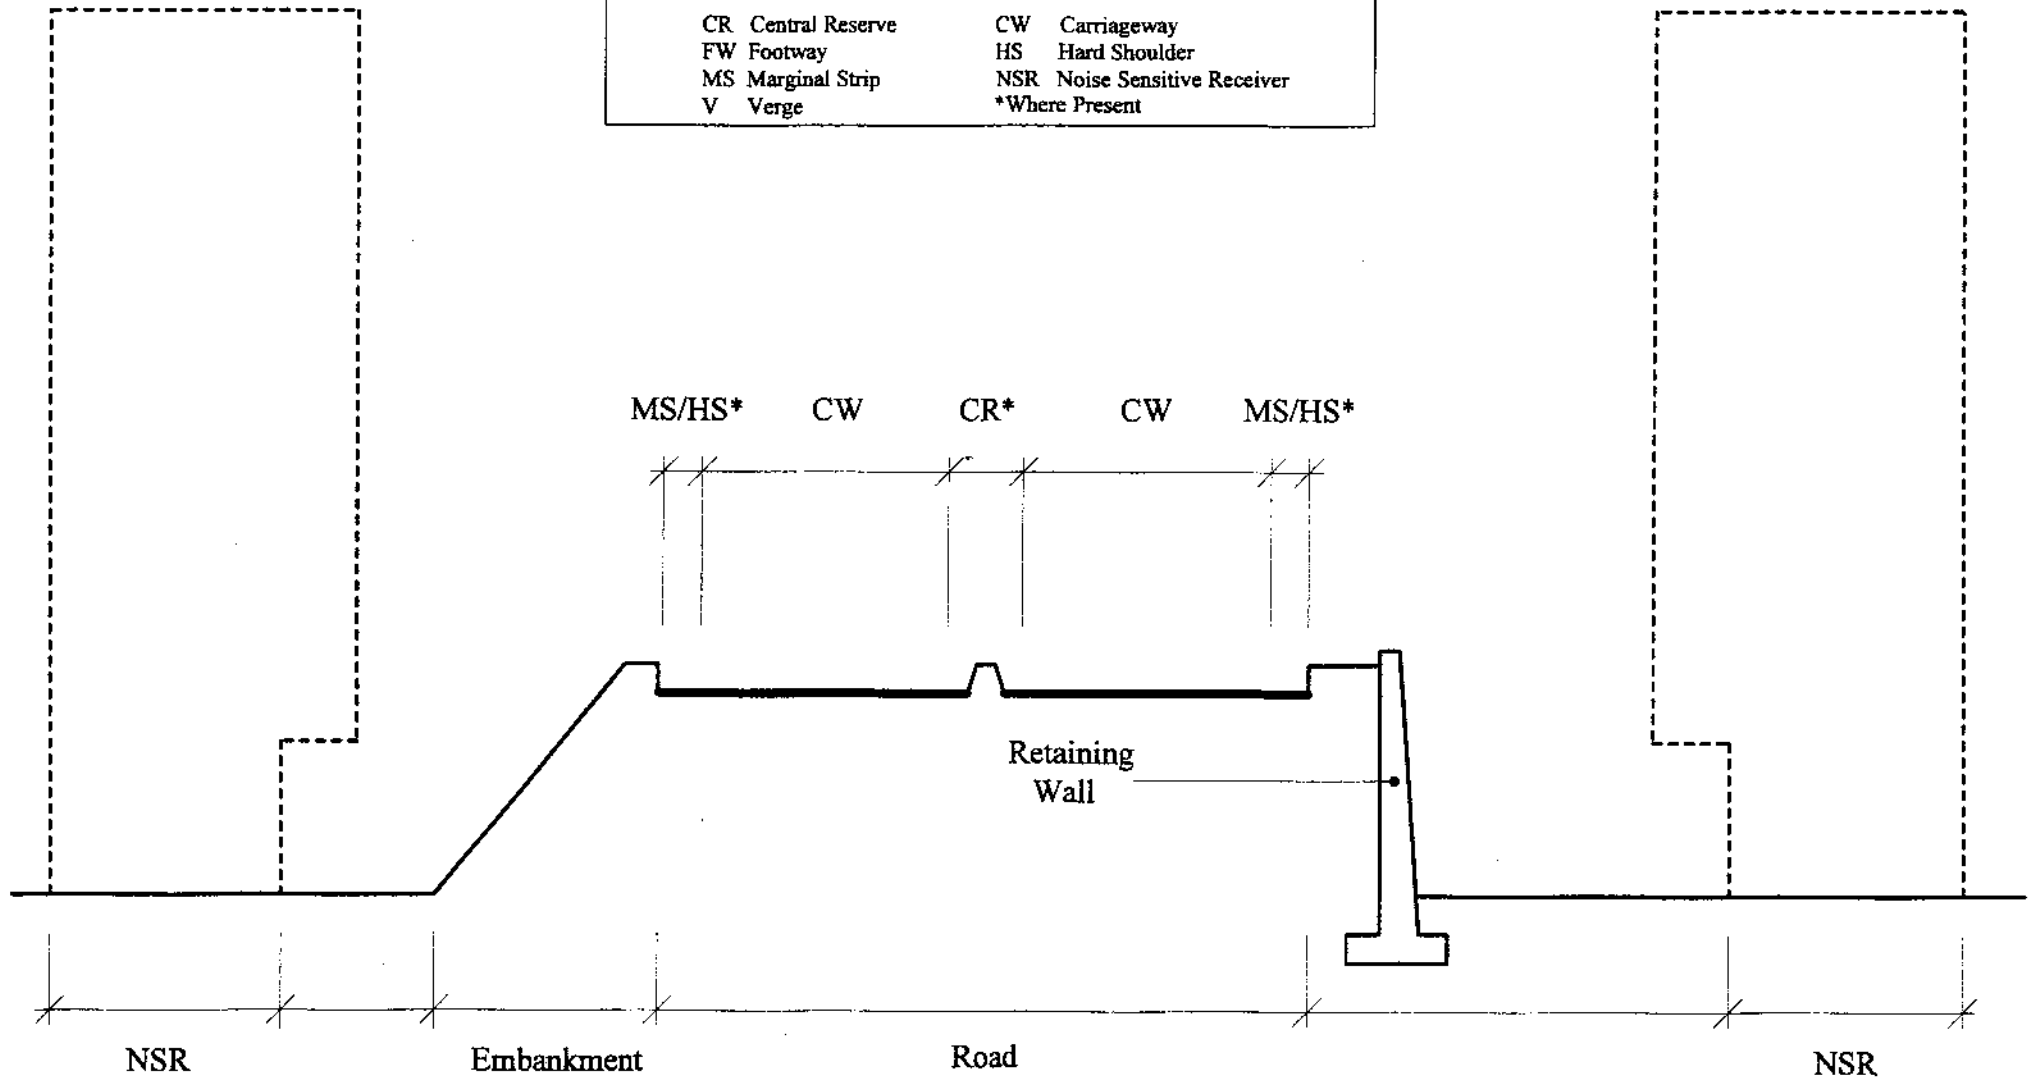 CR Central Reserve CW Carriageway
FW Footway HS Hard Shoulder
MS Marginal Strip NSR Noise Sensitive Receiver
V Verge *Where Present
MS/HS* CW CR* CW MS/HS*
Retaining
Wall
NSR Embankment Road NSR